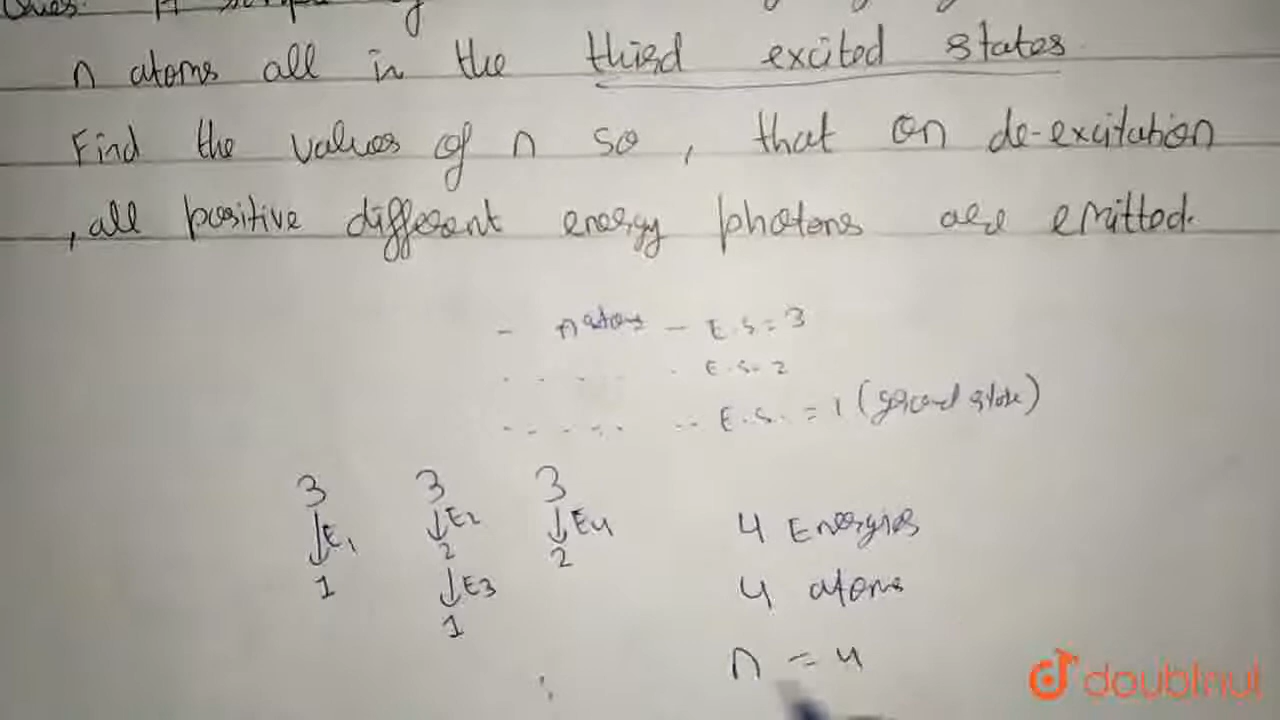 n atoms all in the third excited states
Find the values of n so, that on de-excitation
, all positive different energy photons are emitted.
- n atoms - E.S = 3
E.S. 2
E.S. = 1 (ground state)
3 3 3
↓E1 ↓E2 ↓E4
4 Energies
1 2 2
↓E3
4 atoms
1
n = 4
doubtnut